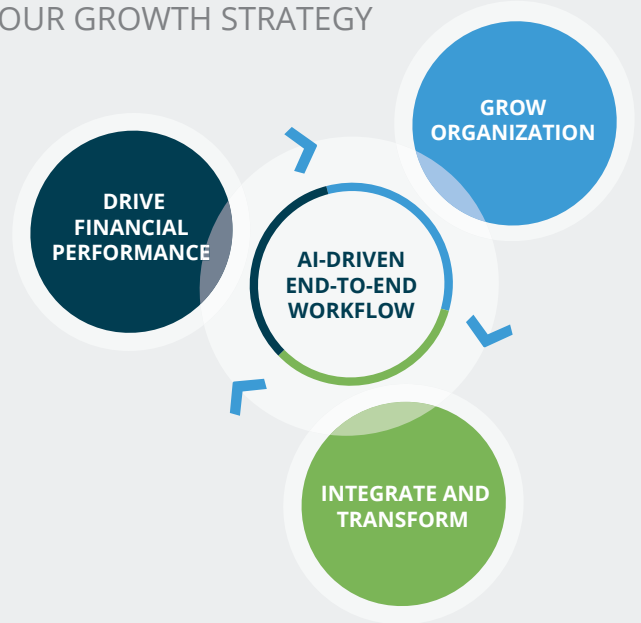 OUR GROWTH STRATEGY
GROW
ORGANIZATION
DRIVE
FINANCIAL
PERFORMANCE
AI-DRIVEN
END-TO-END
WORKFLOW
INTEGRATE AND
TRANSFORM